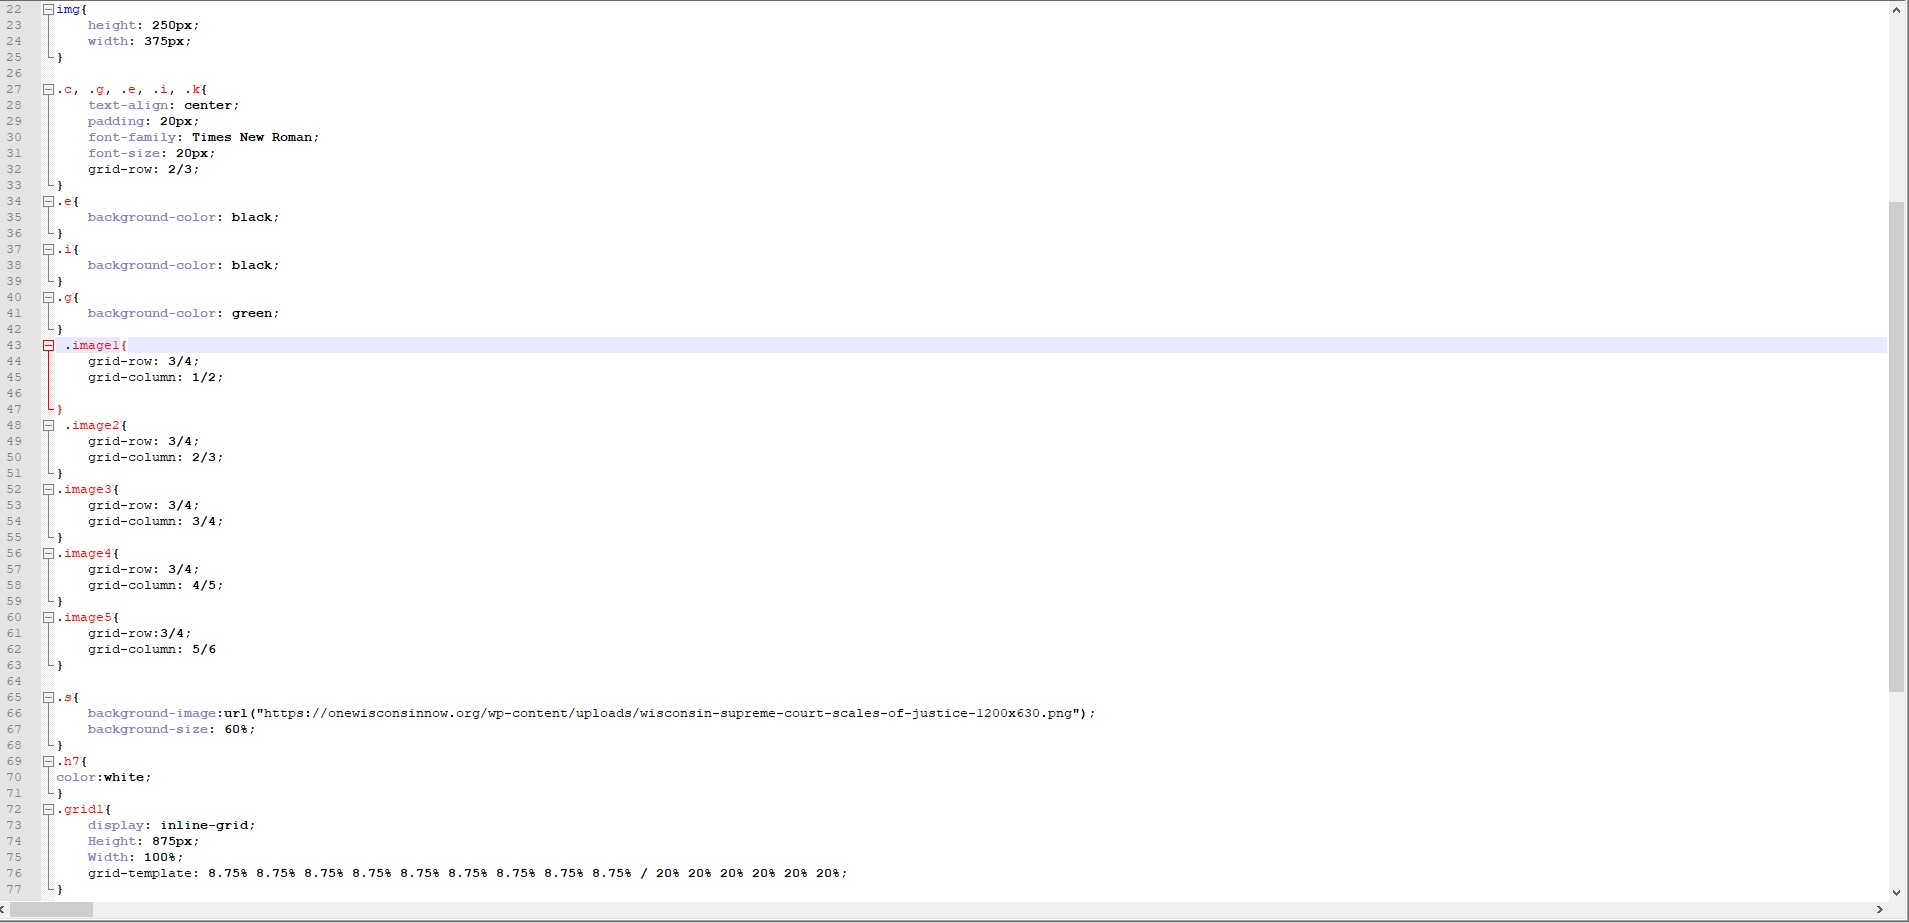 22 img{
23 height: 250px;
24 width: 375px;
25 }
26
27 .c, .g, .e, .i, .k{
28 text-align: center;
29 padding: 20px;
30 font-family: Times New Roman;
31 font-size: 20px;
32 grid-row: 2/3;
33 }
34 .e{
35 background-color: black;
36 }
37 .i{
38 background-color: black;
39 }
40 .g{
41 background-color: green;
42 }
43 .image1{
44 grid-row: 3/4;
45 grid-column: 1/2;
46
47 }
48 .image2{
49 grid-row: 3/4;
50 grid-column: 2/3;
51 }
52 .image3{
53 grid-row: 3/4;
54 grid-column: 3/4;
55 }
56 .image4{
57 grid-row: 3/4;
58 grid-column: 4/5;
59 }
60 .image5{
61 grid-row:3/4;
62 grid-column: 5/6
63 }
64
65 .s{
66 background-image:url("https://onewisconsinnow.org/wp-content/uploads/wisconsin-supreme-court-scales-of-justice-1200x630.png");
67 background-size: 60%;
68 }
69 .h7{
70 color:white;
71 }
72 .grid1{
73 display: inline-grid;
74 Height: 875px;
75 Width: 100%;
76 grid-template: 8.75% 8.75% 8.75% 8.75% 8.75% 8.75% 8.75% 8.75% 8.75% / 20% 20% 20% 20% 20% 20%;
77 }